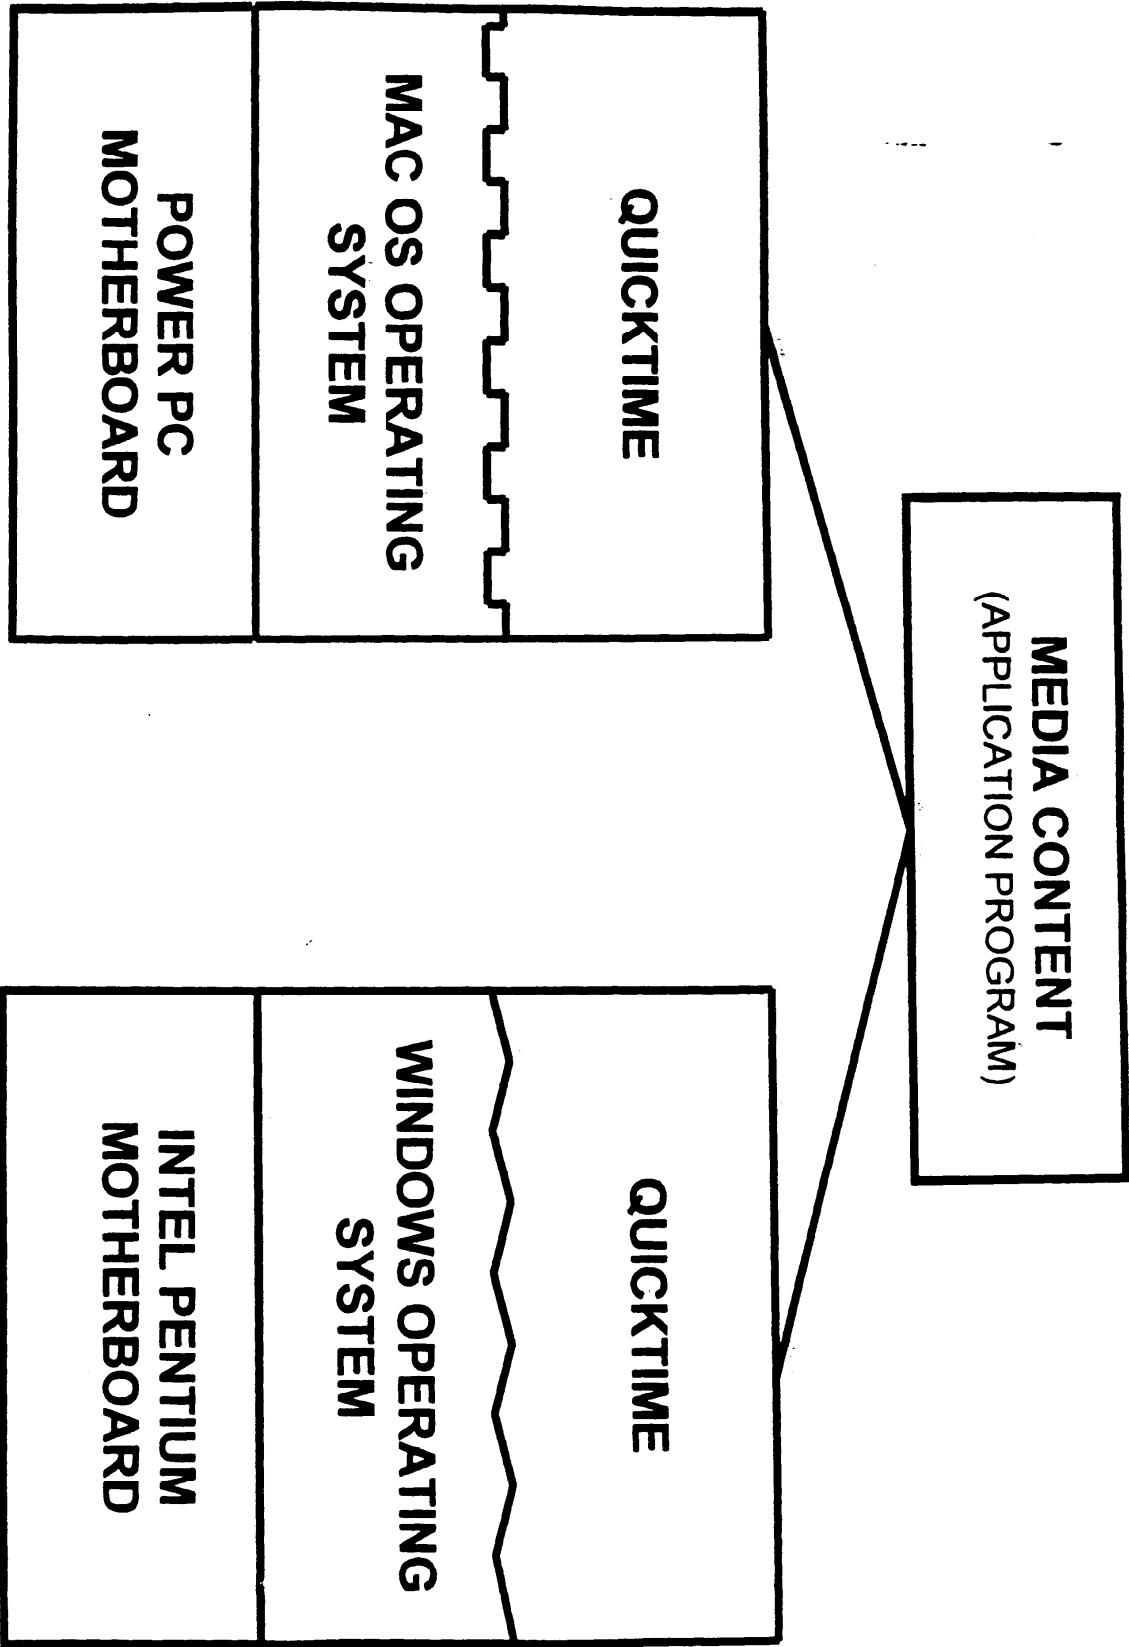 MEDIA CONTENT
(APPLICATION PROGRAM)
QUICKTIME
MAC OS OPERATING
SYSTEM
POWER PC
MOTHERBOARD
QUICKTIME
WINDOWS OPERATING
SYSTEM
INTEL PENTIUM
MOTHERBOARD